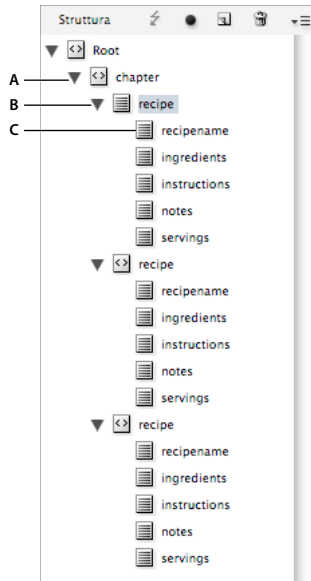 Struttura
Root
A chapter
B recipe
C recipename
ingredients
instructions
notes
servings
recipe
recipename
ingredients
instructions
notes
servings
recipe
recipename
ingredients
instructions
notes
servings